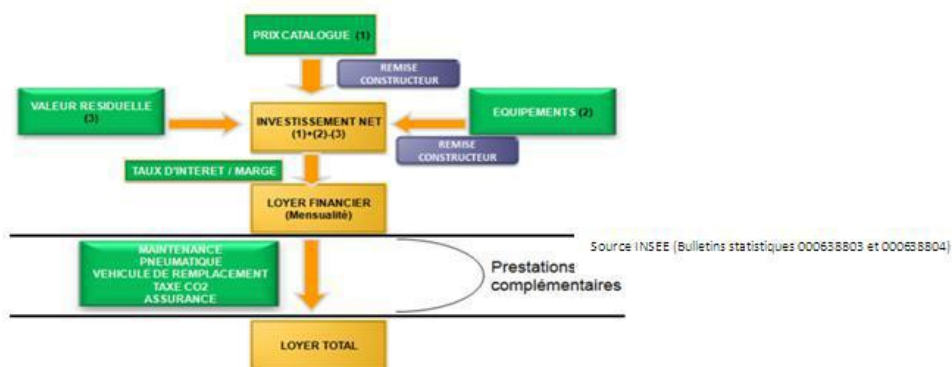 PRIX CATALOGUE (1)
REMISE
CONSTRUCTEUR
VALEUR RESIDUELLE
(3)
INVESTISSEMENT NET
(1)+(2)-(3)
EQUIPEMENTS (2)
REMISE
CONSTRUCTEUR
TAUX D'INTERET / MARGE
LOYER FINANCIER
(Mensualité)
Source INSEE (Bulletins statistiques 000638803 et 000638804)
MAINTENANCE
PNEUMATIQUE
VEHICULE DE REMPLACEMENT
TAXE CO2
ASSURANCE
Prestations
complémentaires
LOYER TOTAL